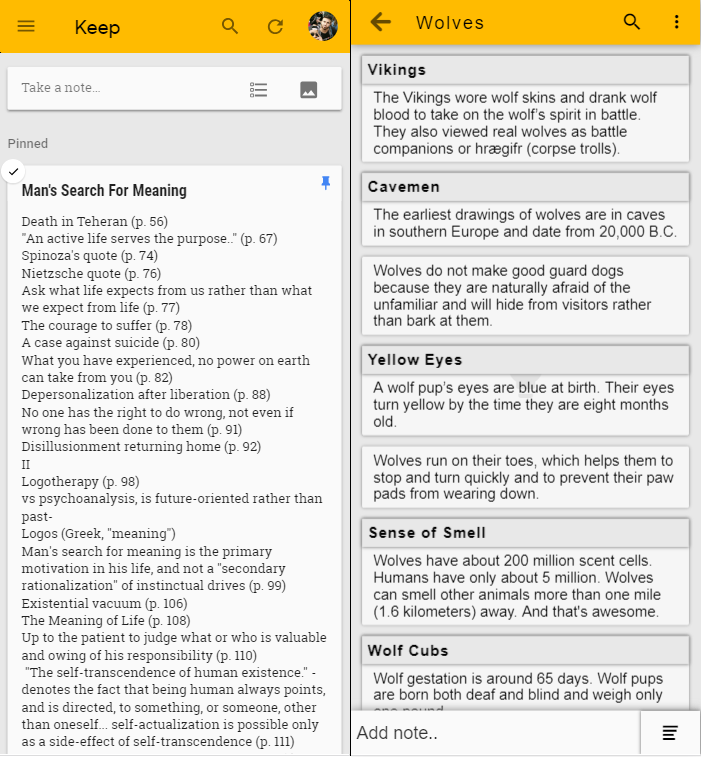 Keep
Take a note...
Pinned
Man's Search For Meaning
Death in Teheran (p. 56)
"An active life serves the purpose.." (p. 67)
Spinoza's quote (p. 74)
Nietzsche quote (p. 76)
Ask what life expects from us rather than what
we expect from life (p. 77)
The courage to suffer (p. 78)
A case against suicide (p. 80)
What you have experienced, no power on earth
can take from you (p. 82)
Depersonalization after liberation (p. 88)
No one has the right to do wrong, not even if
wrong has been done to them (p. 91)
Disillusionment returning home (p. 92)
II
Logotherapy (p. 98)
vs psychoanalysis, is future-oriented rather than
past-
Logos (Greek, "meaning")
Man's search for meaning is the primary
motivation in his life, and not a "secondary
rationalization" of instinctual drives (p. 99)
Existential vacuum (p. 106)
The Meaning of Life (p. 108)
Up to the patient to judge what or who is valuable
and owing of his responsibility (p. 110)
"The self-transcendence of human existence." -
denotes the fact that being human always points,
and is directed, to something, or someone, other
than oneself... self-actualization is possible only
as a side-effect of self-transcendence (p. 111)
Wolves
Vikings
The Vikings wore wolf skins and drank wolf
blood to take on the wolf's spirit in battle.
They also viewed real wolves as battle
companions or hrægifr (corpse trolls).
Cavemen
The earliest drawings of wolves are in caves
in southern Europe and date from 20,000 B.C.
Wolves do not make good guard dogs
because they are naturally afraid of the
unfamiliar and will hide from visitors rather
than bark at them.
Yellow Eyes
A wolf pup's eyes are blue at birth. Their eyes
turn yellow by the time they are eight months
old.
Wolves run on their toes, which helps them to
stop and turn quickly and to prevent their paw
pads from wearing down.
Sense of Smell
Wolves have about 200 million scent cells.
Humans have only about 5 million. Wolves
can smell other animals more than one mile
(1.6 kilometers) away. And that's awesome.
Wolf Cubs
Wolf gestation is around 65 days. Wolf pups
are born both deaf and blind and weigh only
one pound
Add note..